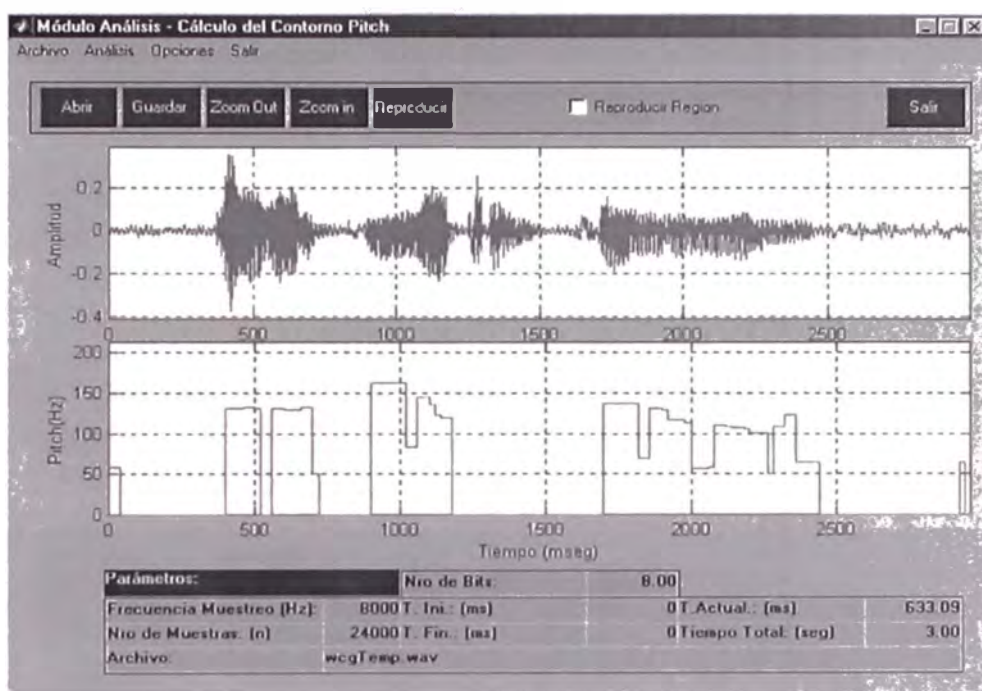 Módulo Análisis - Cálculo del Contorno Pitch
Archivo Análisis Opciones Salir
Abrir Guardar Zoom Out Zoom in Reproducir Reproducir Region Salir
Amplitud
0.2
0
-0.2
-0.4
0 500 1000 1500 2000 2500
Pitch(Hz)
200
150
100
50
0
0 500 1000 1500 2000 2500
Tiempo (mseg)
Parámetros: Nro de Bits: 8.00
Frecuencia Muestreo (Hz): 8000 T. Ini.: (ms) 0 T.Actual.: (ms) 633.09
Nro de Muestras: (n) 24000 T. Fin.: (ms) 0 Tiempo Total: (seg) 3.00
Archivo: wcgTemp.wav